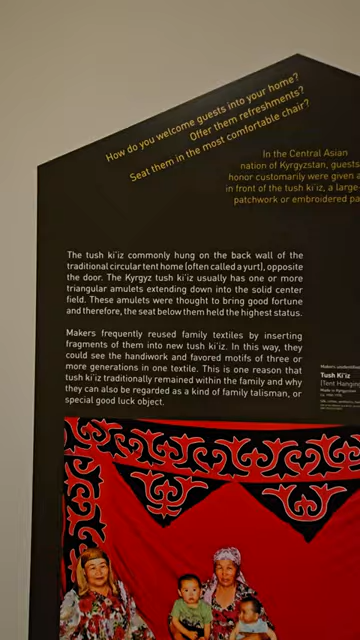 How do you welcome guests into your home?
Offer them refreshments?
Seat them in the most comfortable chair?
In the Central Asian
nation of Kyrgyzstan, guests
honor customarily were given a
in front of the tush ki'iz, a large
patchwork or embroidered pa
The tush ki'iz commonly hung on the back wall of the
traditional circular tent home (often called a yurt), opposite
the door. The Kyrgyz tush ki'iz usually has one or more
triangular amulets extending down into the solid center
field. These amulets were thought to bring good fortune
and therefore, the seat below them held the highest status.
Makers frequently reused family textiles by inserting
fragments of them into new tush ki'iz. In this way, they
could see the handiwork and favored motifs of three or
more generations in one textile. This is one reason that
tush ki'iz traditionally remained within the family and why
they can also be regarded as a kind of family talisman, or
special good luck object.
Makers unidentified
Tush Ki'iz
(Tent Hanging
Made in Kyrgyzstan